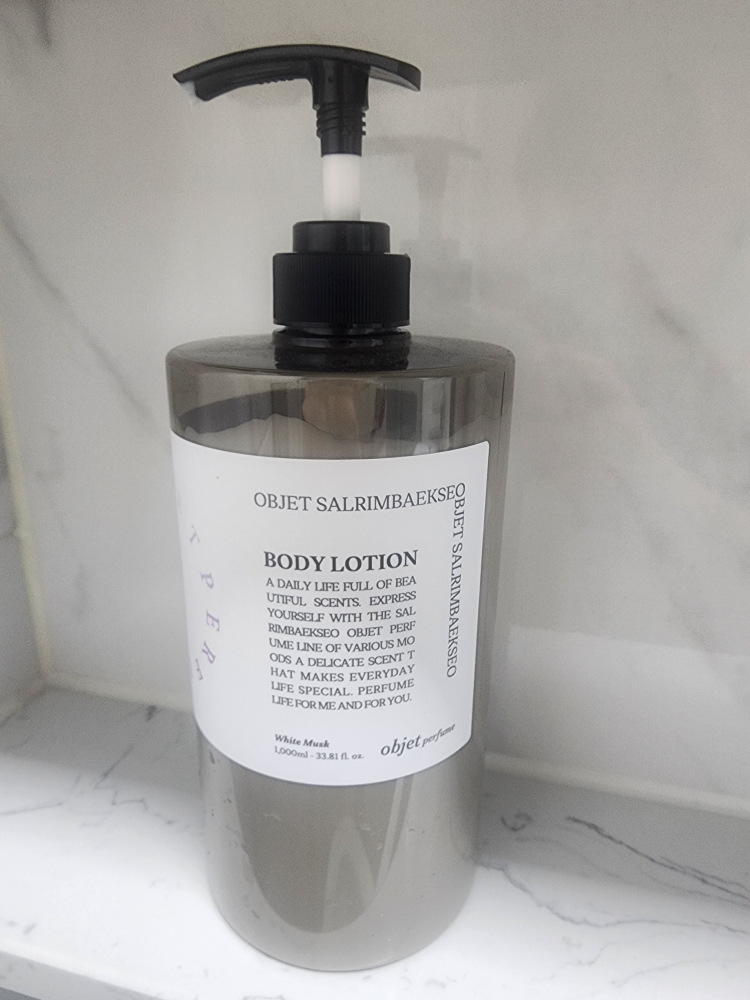 OBJET SALRIMBAEKSEO
OBJET SALRIMBAEKSEO
BODY LOTION
A DAILY LIFE FULL OF BEA
UTIFUL SCENTS. EXPRESS
YOURSELF WITH THE SAL
RIMBAEKSEO OBJET PERF
UME LINE OF VARIOUS MO
ODS A DELICATE SCENT T
HAT MAKES EVERYDAY
LIFE SPECIAL. PERFUME
LIFE FOR ME AND FOR YOU.
White Musk
1,000ml - 33.81 fl. oz.
objet perfume